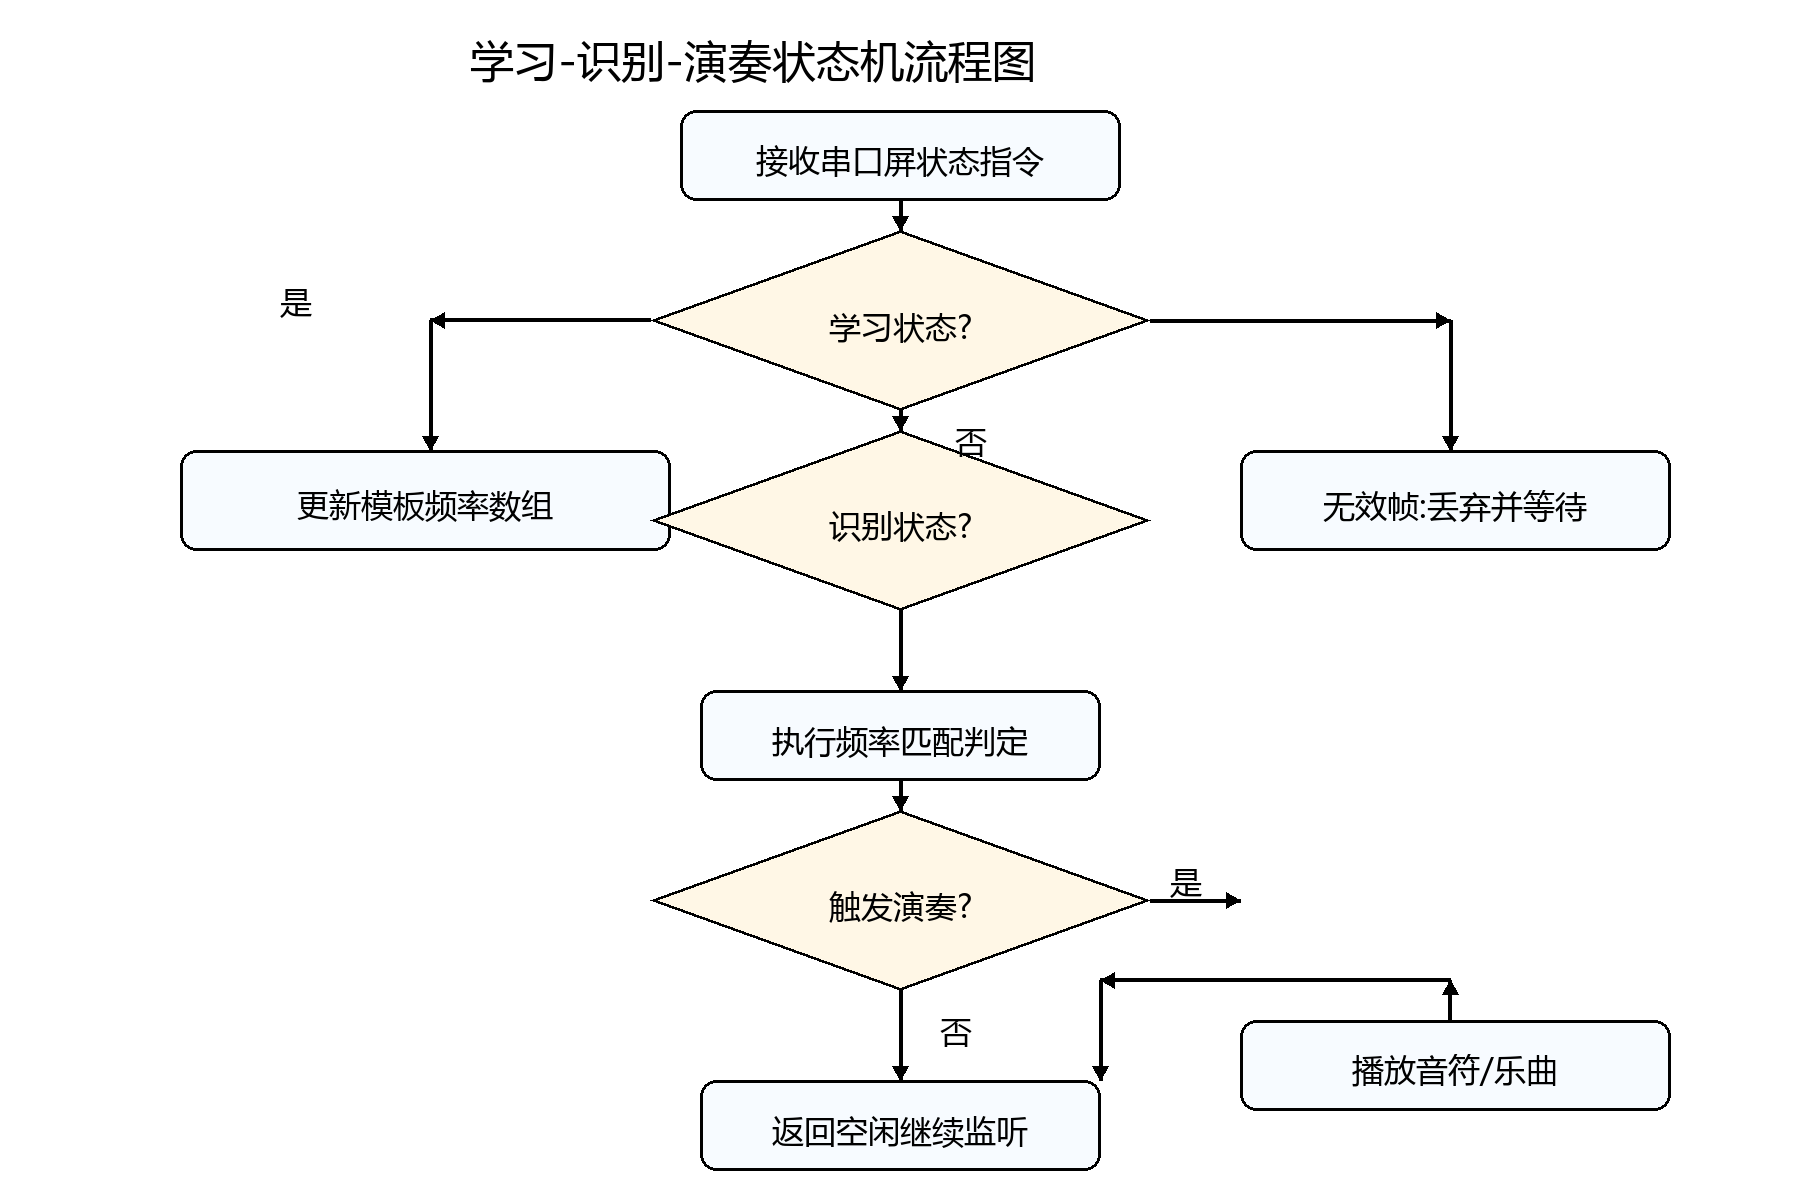 学习-识别-演奏状态机流程图
接收串口屏状态指令
是
学习状态?
否
更新模板频率数组
识别状态?
无效帧:丢弃并等待
执行频率匹配判定
是
触发演奏?
否
播放音符/乐曲
返回空闲继续监听